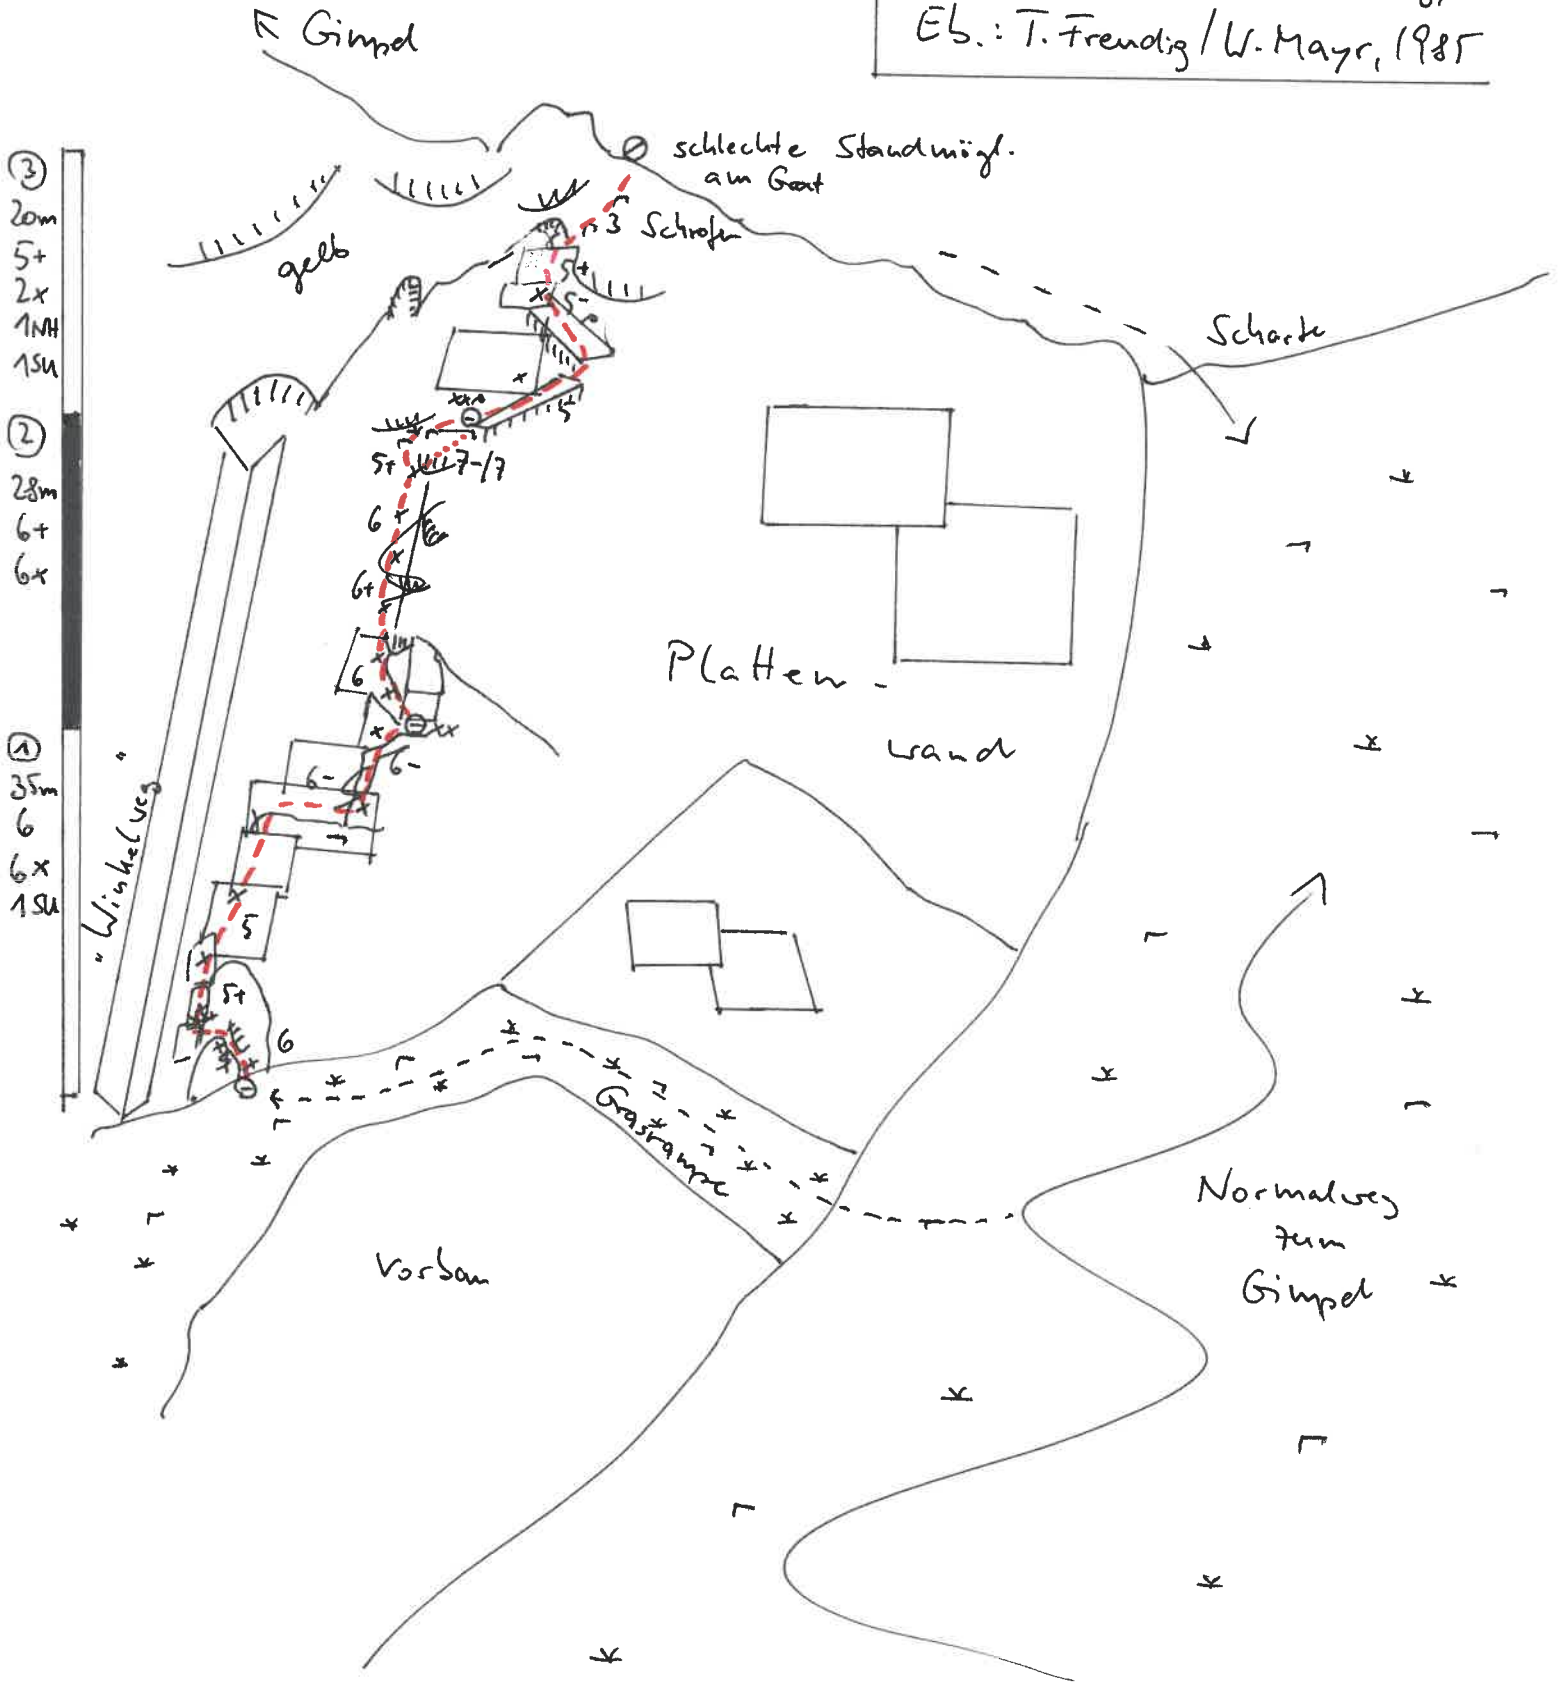 Gimpel
Eb.: T. Frendig / W. Mayr, 1985
schlechte Standmögl.
am Grat
3 Schrofen
gelb
5+
5-
Scharte
③
20m
5+
2x
1NH
1SU
5
xx
②
28m
6+
6x
5+
7-/7
6
6+
6
xx
Platten-
wand
①
35m
6
6x
1SU
6-
6-
"Winkelweg"
5
5+
6
Grasrampe
Vorbau
Normalweg
zum
Gimpel